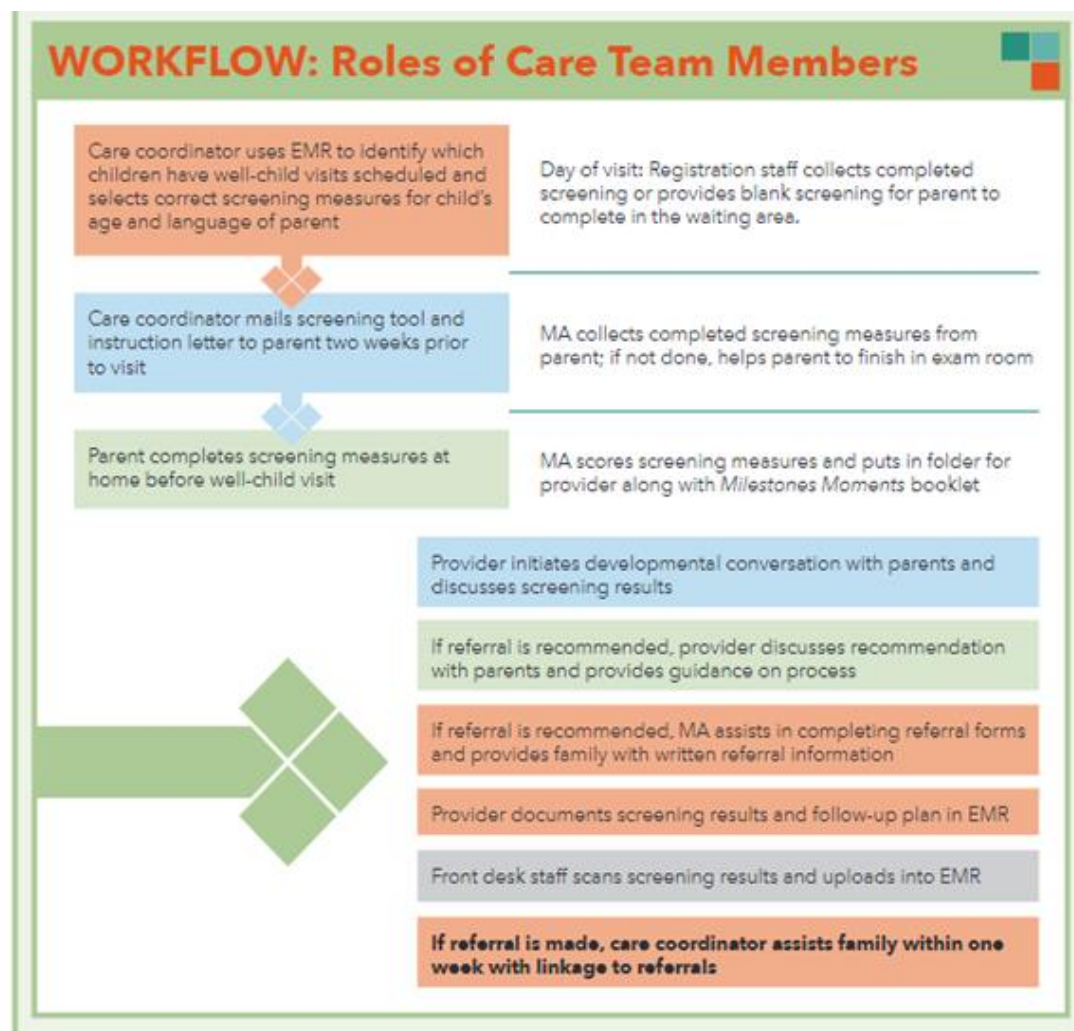 WORKFLOW: Roles of Care Team Members
Care coordinator uses EMR to identify which
children have well-child visits scheduled and
selects correct screening measures for child's
age and language of parent
Care coordinator mails screening tool and
instruction letter to parent two weeks prior
to visit
Parent completes screening measures at
home before well-child visit
Day of visit: Registration staff collects completed
screening or provides blank screening for parent to
complete in the waiting area.
MA collects completed screening measures from
parent; if not done, helps parent to finish in exam room
MA scores screening measures and puts in folder for
provider along with Milestones Moments booklet
Provider initiates developmental conversation with parents and
discusses screening results
If referral is recommended, provider discusses recommendation
with parents and provides guidance on process
If referral is recommended, MA assists in completing referral forms
and provides family with written referral information
Provider documents screening results and follow-up plan in EMR
Front desk staff scans screening results and uploads into EMR
If referral is made, care coordinator assists family within one
week with linkage to referrals